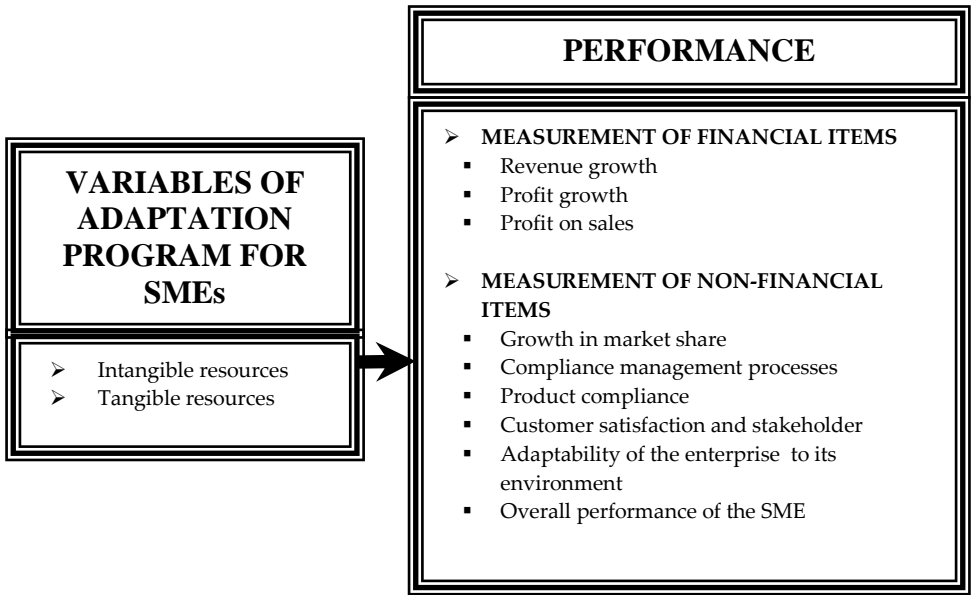 VARIABLES OF
ADAPTATION
PROGRAM FOR
SMEs
➢ Intangible resources
➢ Tangible resources
PERFORMANCE
➢ MEASUREMENT OF FINANCIAL ITEMS
▪ Revenue growth
▪ Profit growth
▪ Profit on sales
➢ MEASUREMENT OF NON-FINANCIAL
ITEMS
▪ Growth in market share
▪ Compliance management processes
▪ Product compliance
▪ Customer satisfaction and stakeholder
▪ Adaptability of the enterprise to its
environment
▪ Overall performance of the SME